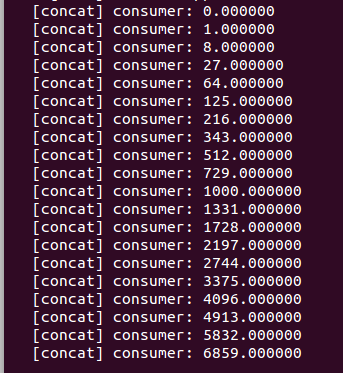 [concat] consumer: 0.000000
[concat] consumer: 1.000000
[concat] consumer: 8.000000
[concat] consumer: 27.000000
[concat] consumer: 64.000000
[concat] consumer: 125.000000
[concat] consumer: 216.000000
[concat] consumer: 343.000000
[concat] consumer: 512.000000
[concat] consumer: 729.000000
[concat] consumer: 1000.000000
[concat] consumer: 1331.000000
[concat] consumer: 1728.000000
[concat] consumer: 2197.000000
[concat] consumer: 2744.000000
[concat] consumer: 3375.000000
[concat] consumer: 4096.000000
[concat] consumer: 4913.000000
[concat] consumer: 5832.000000
[concat] consumer: 6859.000000